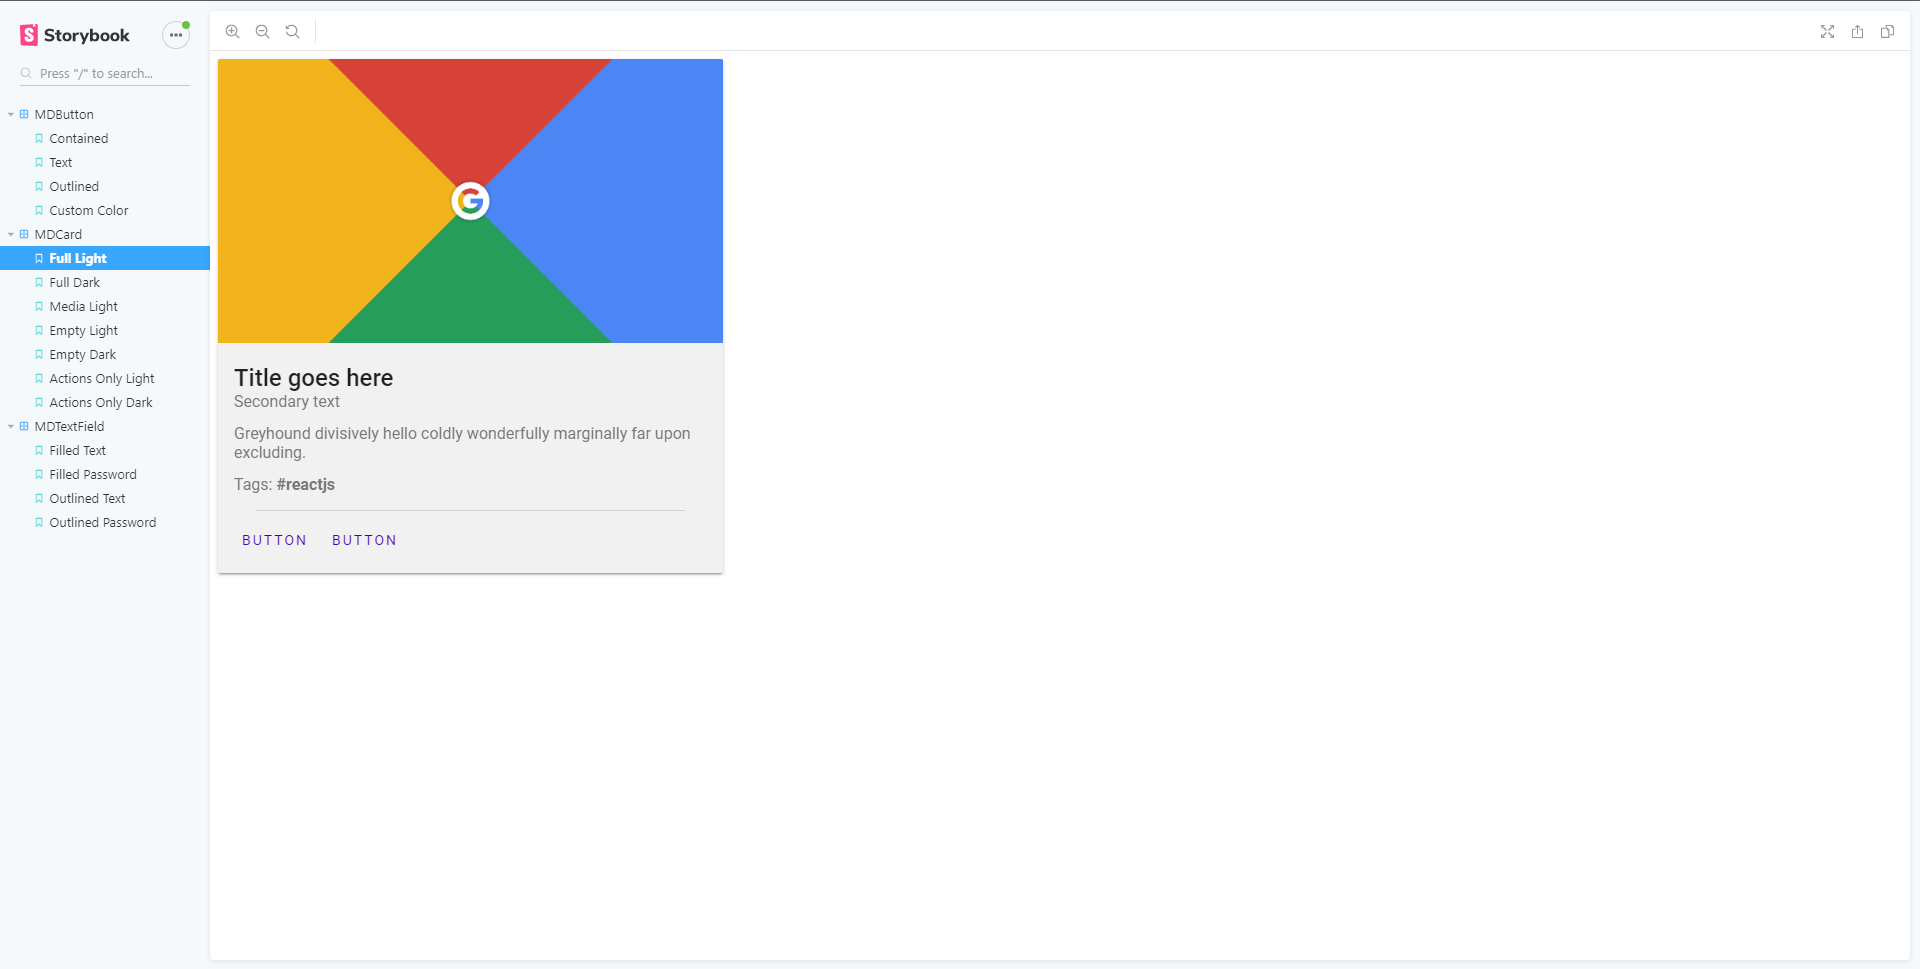 Storybook
Press "/" to search...
MDButton
Contained
Text
Outlined
Custom Color
MDCard
Full Light
Full Dark
Media Light
Empty Light
Empty Dark
Actions Only Light
Actions Only Dark
MDTextField
Filled Text
Filled Password
Outlined Text
Outlined Password
G
Title goes here
Secondary text
Greyhound divisively hello coldly wonderfully marginally far upon
excluding.
Tags: #reactjs
BUTTON BUTTON